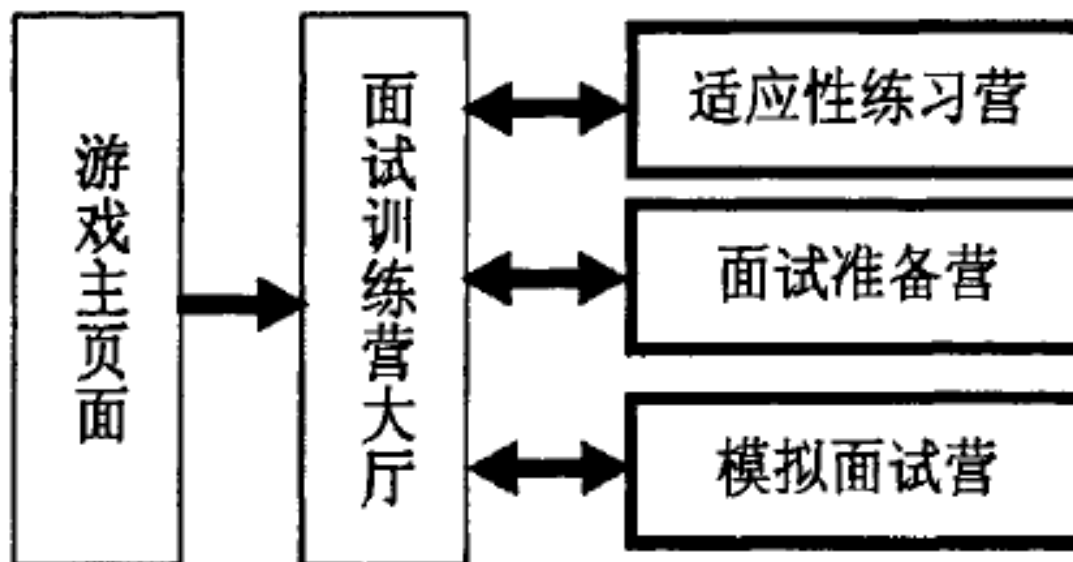 游戏主页面
面试训练营大厅
适应性练习营
面试准备营
模拟面试营